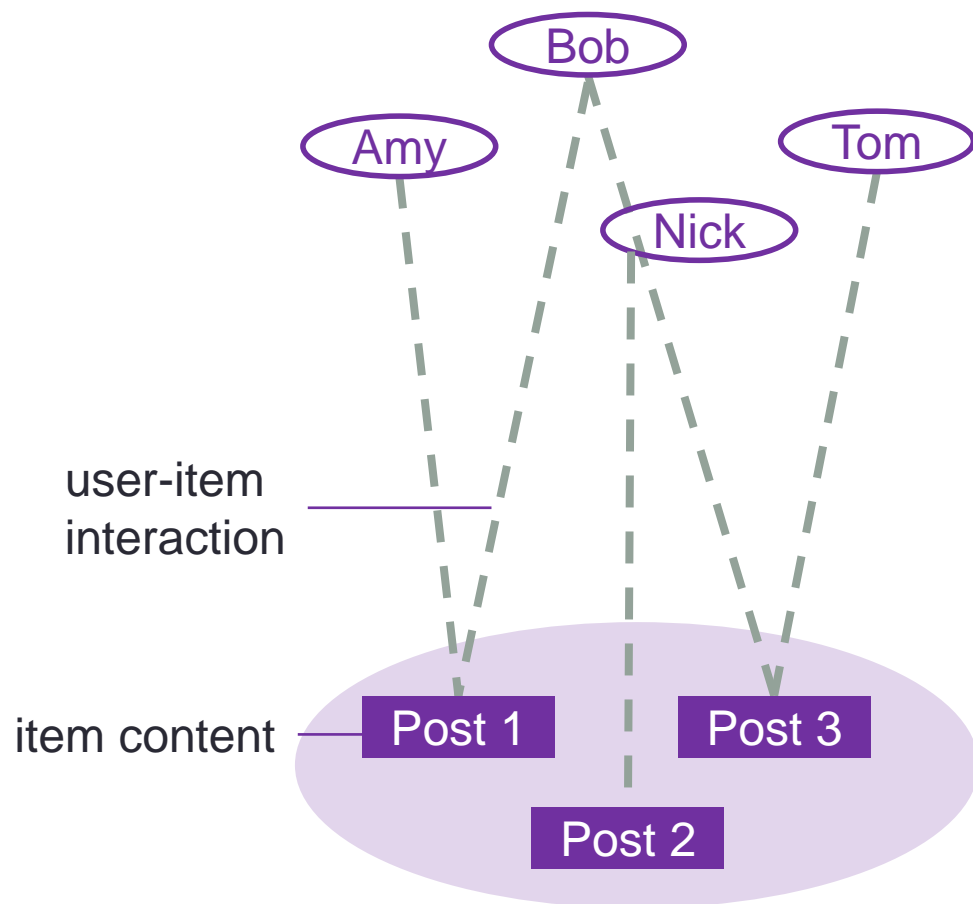 Bob
Amy
Tom
Nick
user-item
interaction
item content
Post 1
Post 3
Post 2